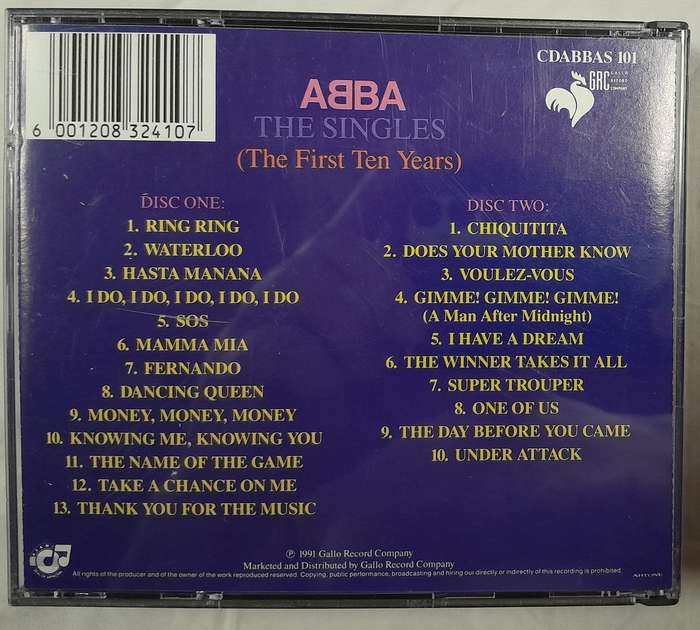 6 001208 324107
CDABBAS 101
GRC GALLO
RECORD
COMPANY
ABBA
THE SINGLES
(The First Ten Years)
DISC ONE:
1. RING RING
2. WATERLOO
3. HASTA MANANA
4. I DO, I DO, I DO, I DO, I DO
5. SOS
6. MAMMA MIA
7. FERNANDO
8. DANCING QUEEN
9. MONEY, MONEY, MONEY
10. KNOWING ME, KNOWING YOU
11. THE NAME OF THE GAME
12. TAKE A CHANCE ON ME
13. THANK YOU FOR THE MUSIC
DISC TWO:
1. CHIQUITITA
2. DOES YOUR MOTHER KNOW
3. VOULEZ-VOUS
4. GIMME! GIMME! GIMME!
(A Man After Midnight)
5. I HAVE A DREAM
6. THE WINNER TAKES IT ALL
7. SUPER TROUPER
8. ONE OF US
9. THE DAY BEFORE YOU CAME
10. UNDER ATTACK
℗ 1991 Gallo Record Company
Marketed and Distributed by Gallo Record Company
All rights of the producer and of the owner of the work reproduced reserved. Copying, public performance, broadcasting and hiring out directly or indirectly of this recording is prohibited.